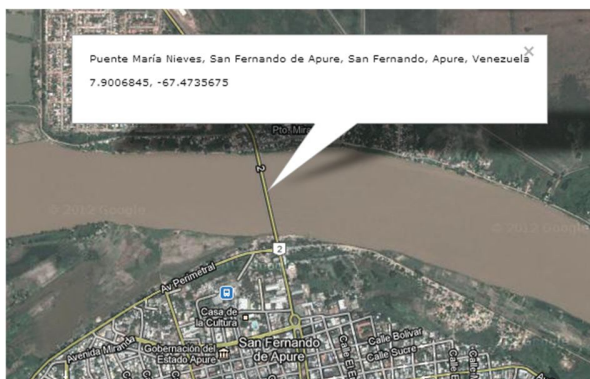 Puente María Nieves, San Fernando de Apure, San Fernando, Apure, Venezuela
7.9006845, -67.4735675
Pto. Mira
2
© 2012 Google
© 2012 Google
2
Av Perimetral
Casa de
la Cultura
Avenida Miranda
Gobernación del
Estado Apure
San Fernando
de Apure
Calle Bolivar
Calle Sucre